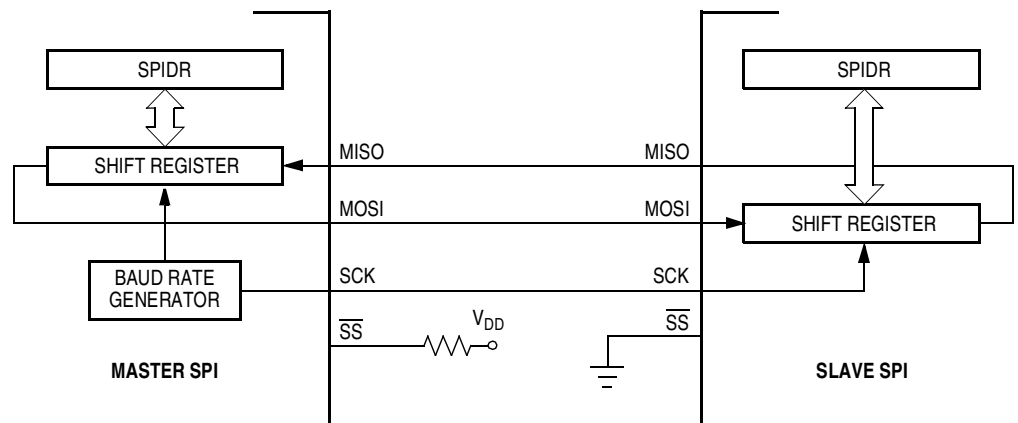 SPIDR
SHIFT REGISTER
BAUD RATE
GENERATOR
MASTER SPI
MISO
MOSI
SCK
SS
VDD
MISO
MOSI
SCK
SS
SPIDR
SHIFT REGISTER
SLAVE SPI